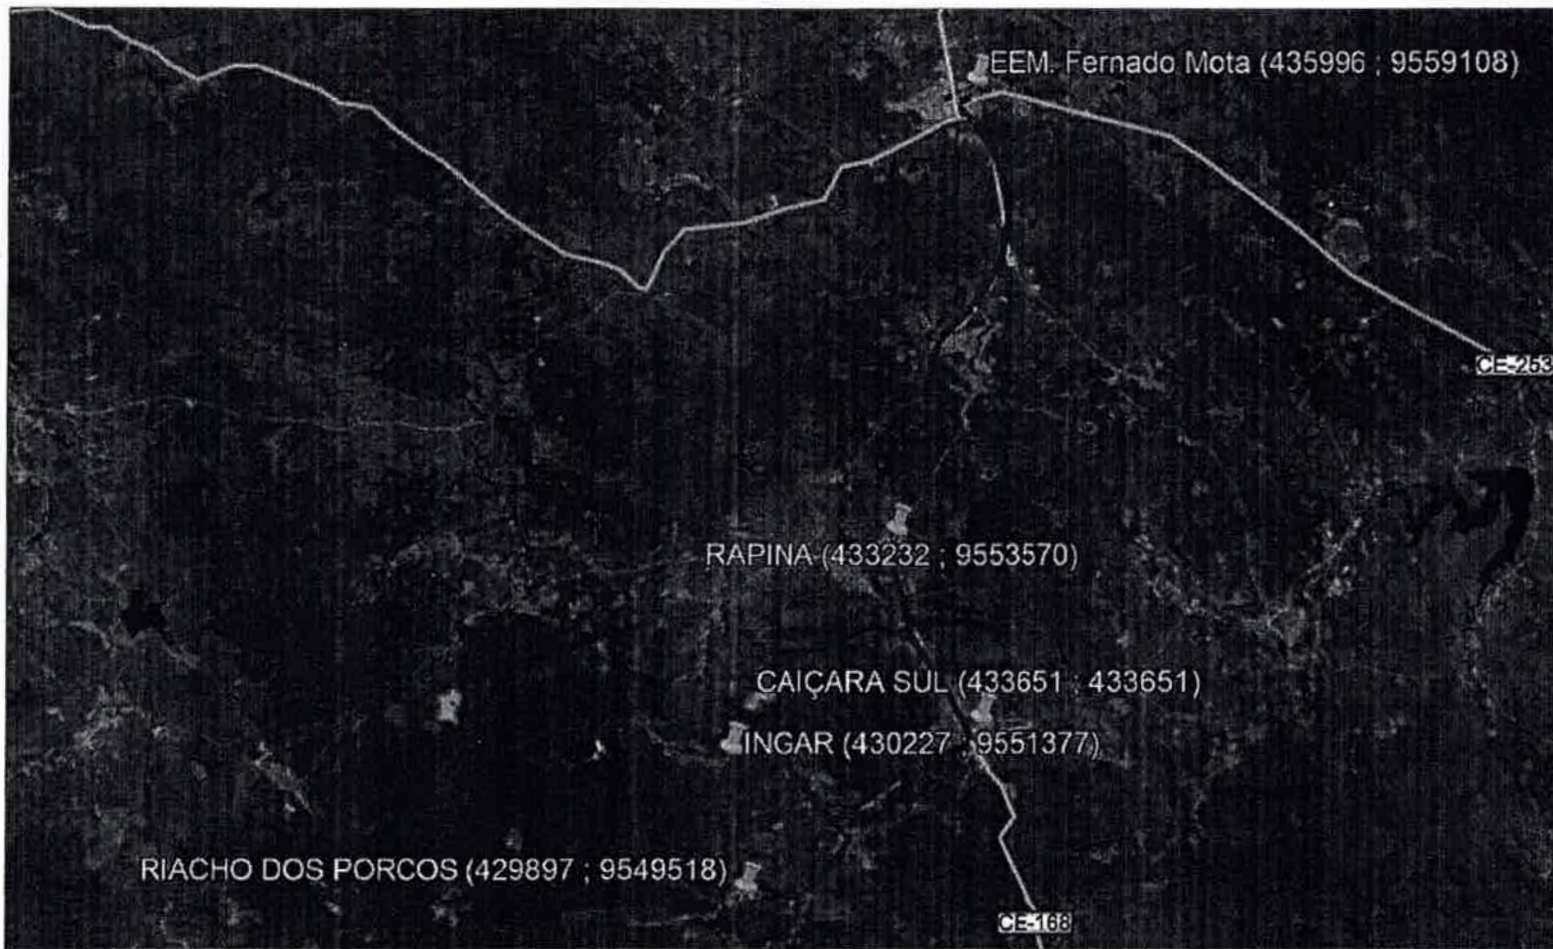 EEM. Fernado Mota (435996 ; 9559108)
CE-253
RAPINA (433232 ; 9553570)
CAIÇARA SUL (433651 ; 433651)
INGAR (430227 ; 9551377)
RIACHO DOS PORCOS (429897 ; 9549518)
CE-168